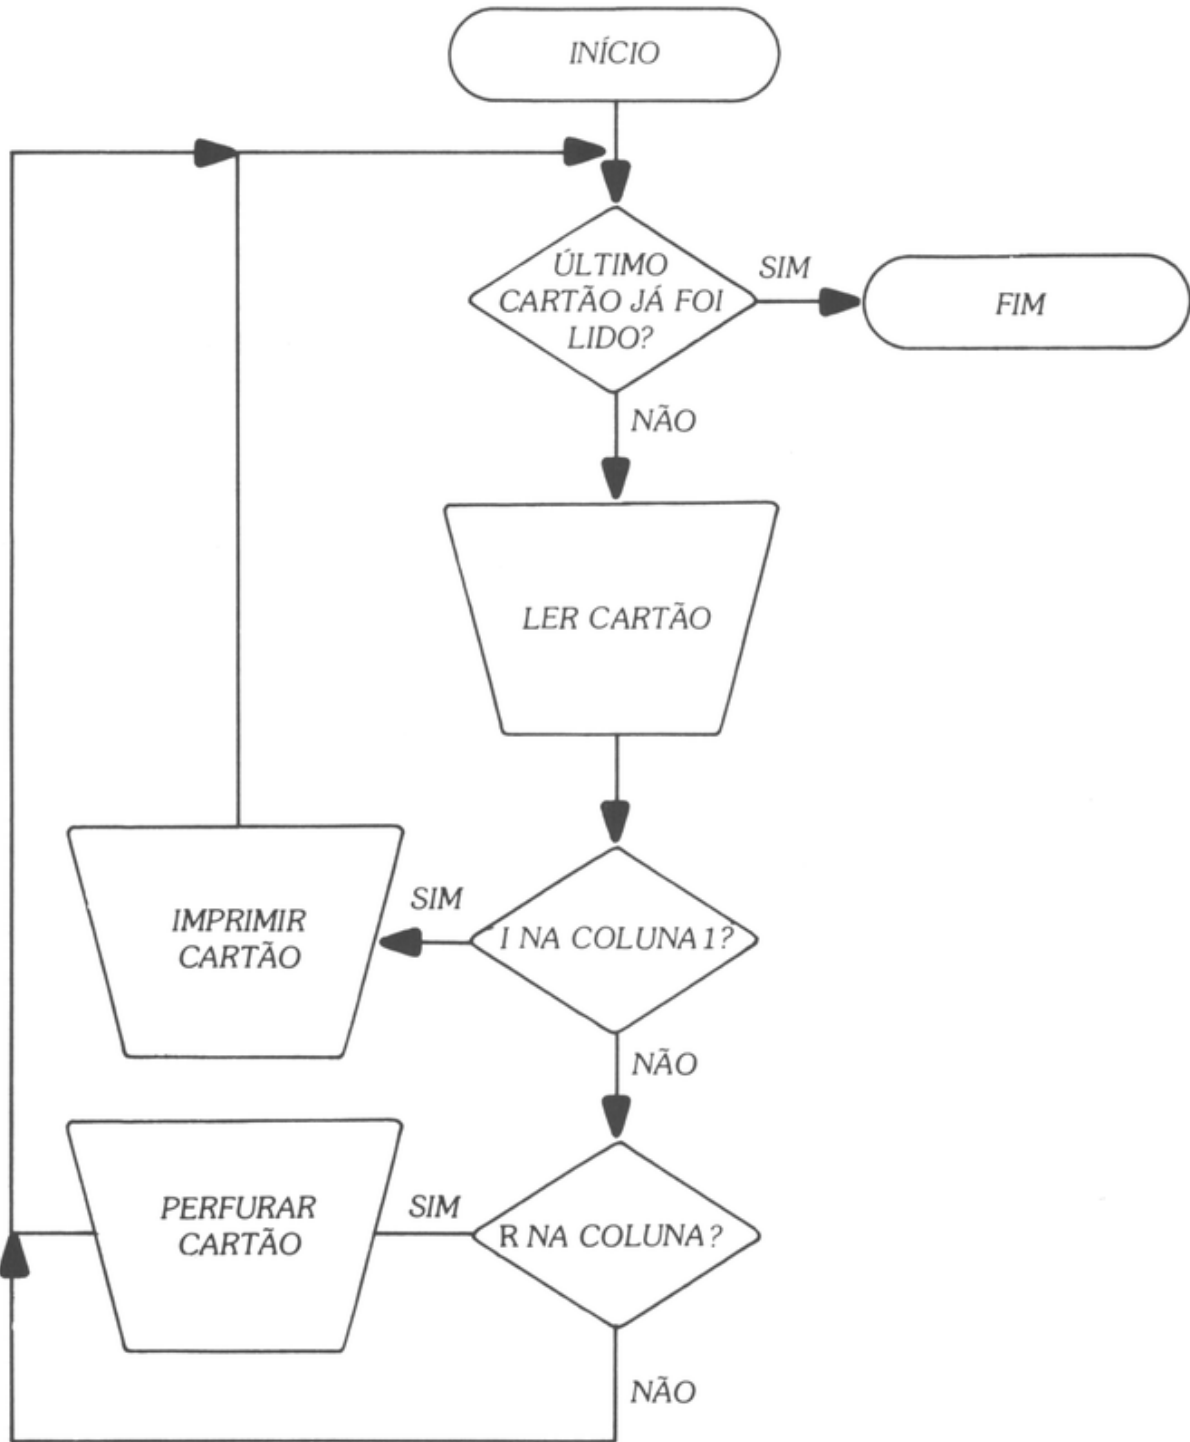 INÍCIO
ÚLTIMO
CARTÃO JÁ FOI
LIDO?
SIM
FIM
NÃO
LER CARTÃO
IMPRIMIR
CARTÃO
SIM
I NA COLUNA 1?
NÃO
PERFURAR
CARTÃO
SIM
R NA COLUNA?
NÃO